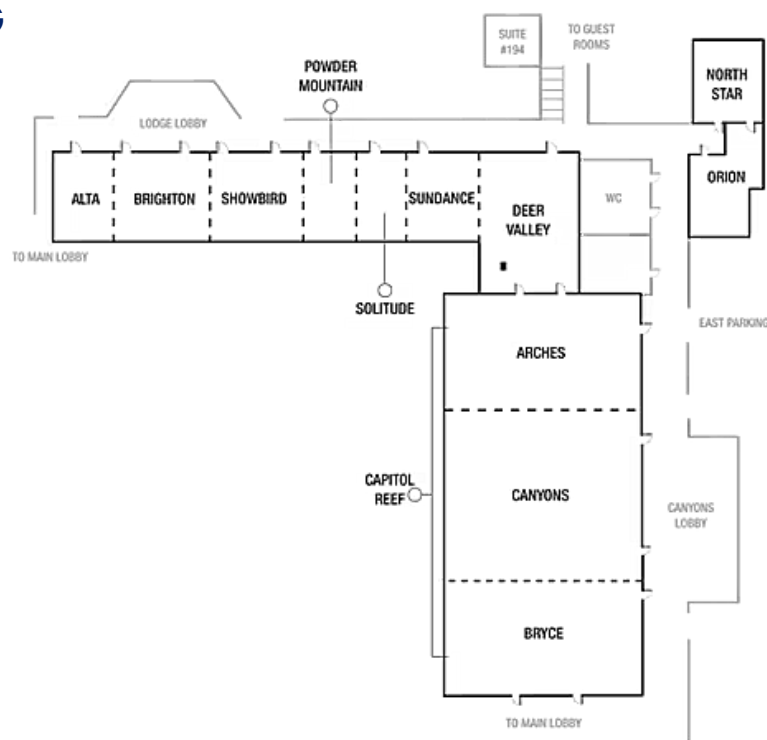 G
SUITE
#194
TO GUEST
ROOMS
POWDER
MOUNTAIN
NORTH
STAR
LODGE LOBBY
ORION
ALTA
BRIGHTON
SHOWBIRD
SUNDANCE
DEER
VALLEY
WC
TO MAIN LOBBY
SOLITUDE
EAST PARKING
ARCHES
CAPITOL
REEF
CANYONS
CANYONS
LOBBY
BRYCE
TO MAIN LOBBY